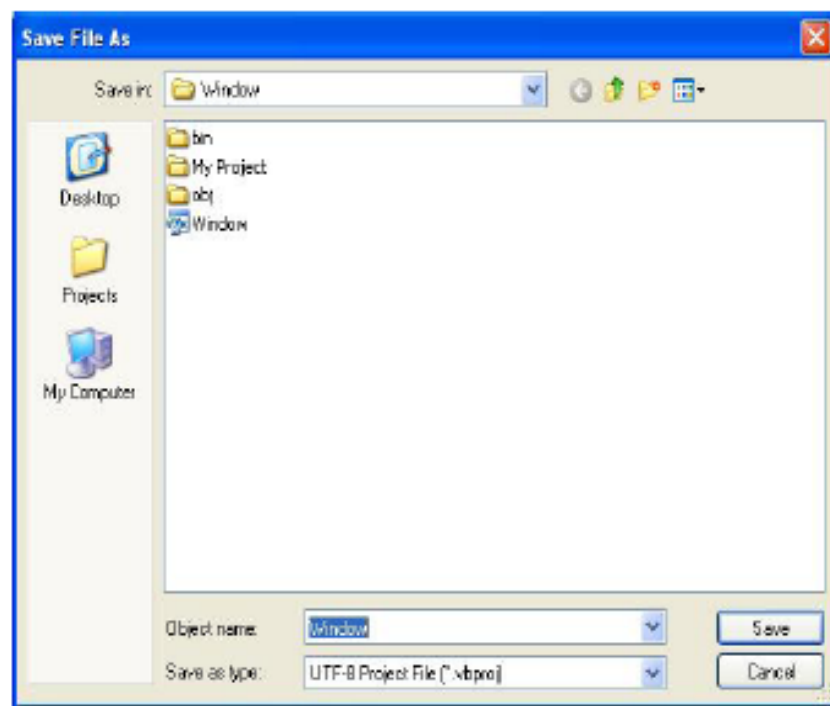 Save File As
Save in: Window
bin
My Project
obj
Window
Desktop
Projects
My Computer
Object name: Window
Save
Save as type: UTF-8 Project File (*.vbproj)
Cancel